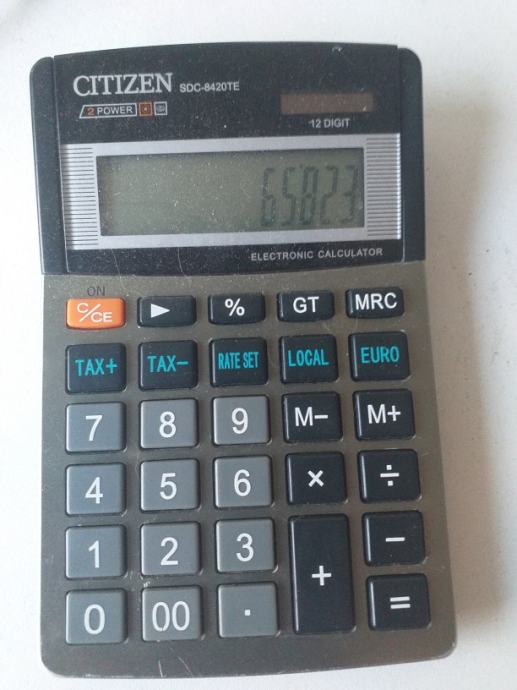 CITIZEN SDC-8420TE
2 POWER
12 DIGIT
65823
ELECTRONIC CALCULATOR
ON
C/CE ► % GT MRC
TAX+ TAX− RATE SET LOCAL EURO
7 8 9 M− M+
4 5 6 × ÷
1 2 3 + −
0 00 . =